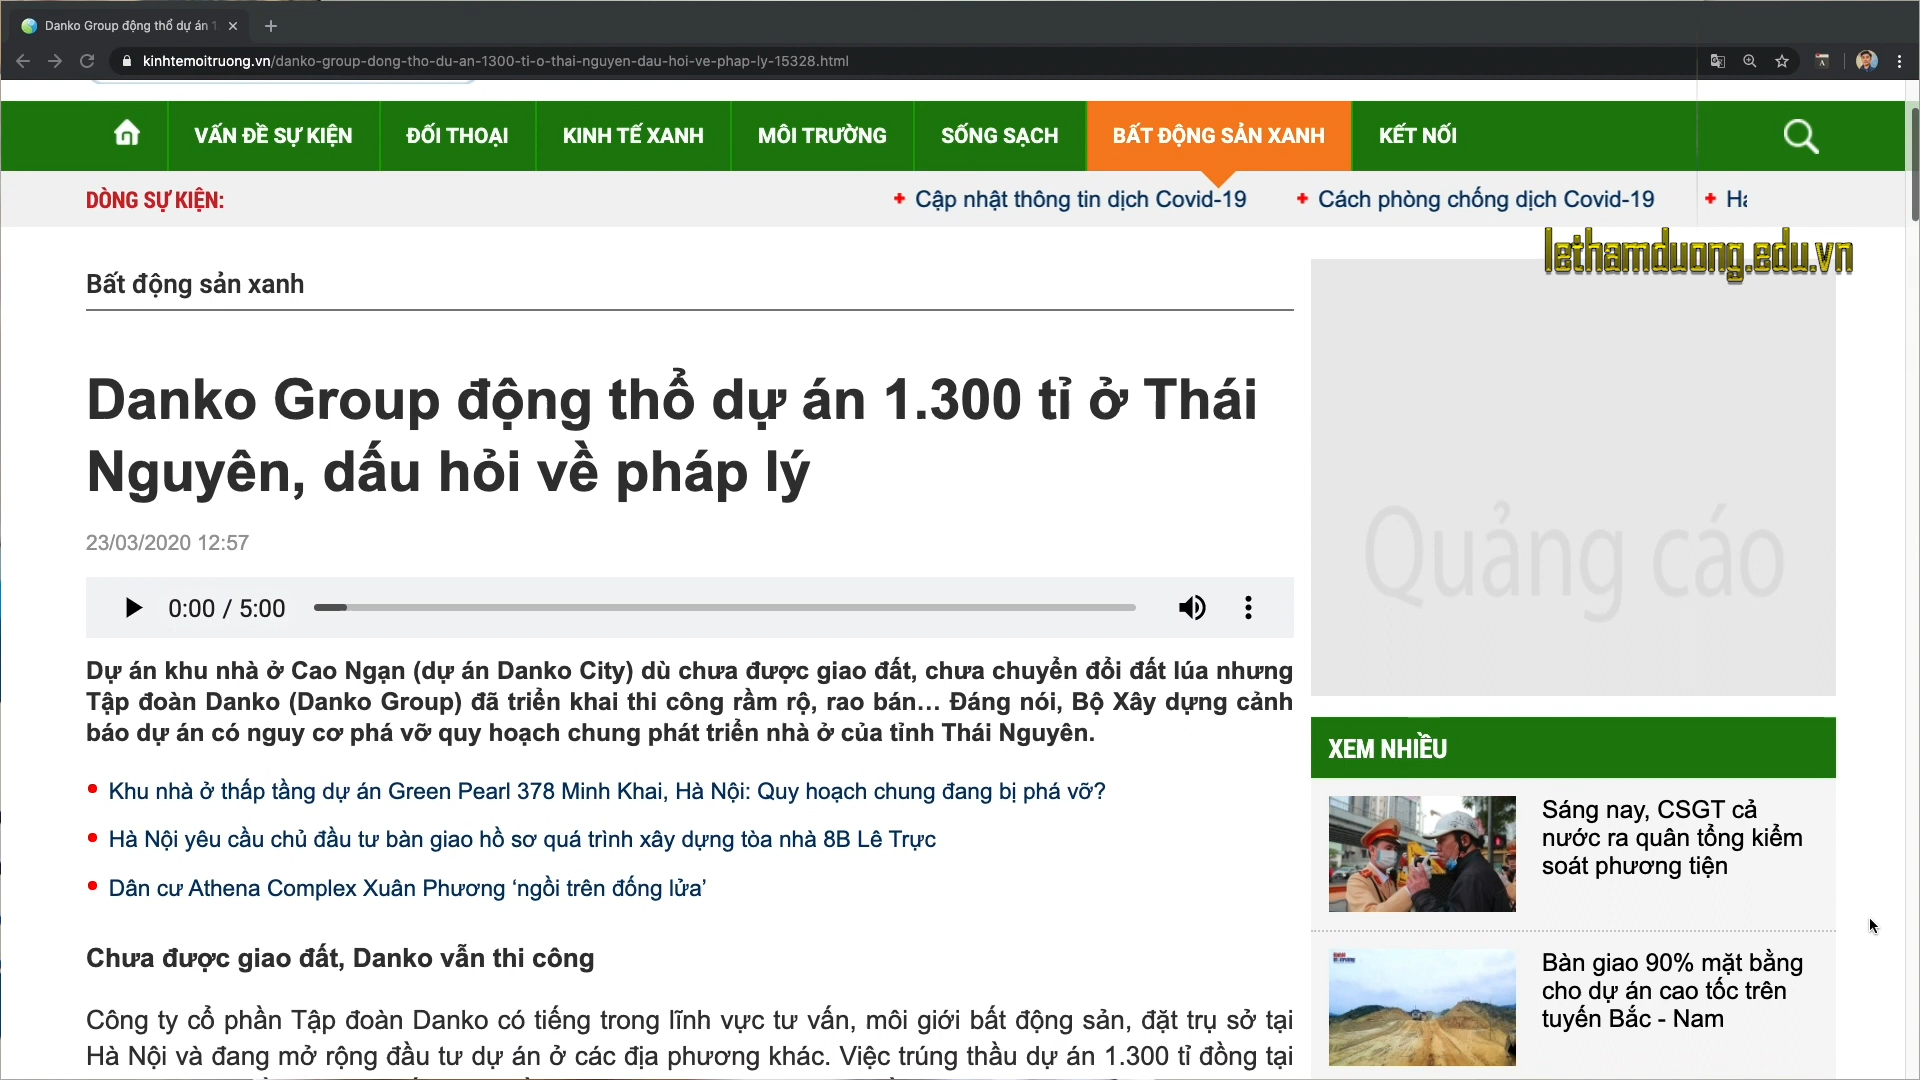 Danko Group động thổ dự án 1.
kinhtemoitruong.vn/danko-group-dong-tho-du-an-1300-ti-o-thai-nguyen-dau-hoi-ve-phap-ly-15328.html
VẤN ĐỀ SỰ KIỆN
ĐỐI THOẠI
KINH TẾ XANH
MÔI TRƯỜNG
SỐNG SẠCH
BẤT ĐỘNG SẢN XANH
KẾT NỐI
DÒNG SỰ KIỆN:
Cập nhật thông tin dịch Covid-19
Cách phòng chống dịch Covid-19
Hà
lethamduong.edu.vn
Bất động sản xanh
Danko Group động thổ dự án 1.300 tỉ ở Thái
Nguyên, dấu hỏi về pháp lý
23/03/2020 12:57
0:00 / 5:00
Dự án khu nhà ở Cao Ngạn (dự án Danko City) dù chưa được giao đất, chưa chuyển đổi đất lúa nhưng
Tập đoàn Danko (Danko Group) đã triển khai thi công rầm rộ, rao bán... Đáng nói, Bộ Xây dựng cảnh
báo dự án có nguy cơ phá vỡ quy hoạch chung phát triển nhà ở của tỉnh Thái Nguyên.
Khu nhà ở thấp tầng dự án Green Pearl 378 Minh Khai, Hà Nội: Quy hoạch chung đang bị phá vỡ?
Hà Nội yêu cầu chủ đầu tư bàn giao hồ sơ quá trình xây dựng tòa nhà 8B Lê Trực
Dân cư Athena Complex Xuân Phương ‘ngồi trên đống lửa’
Chưa được giao đất, Danko vẫn thi công
Công ty cổ phần Tập đoàn Danko có tiếng trong lĩnh vực tư vấn, môi giới bất động sản, đặt trụ sở tại
Hà Nội và đang mở rộng đầu tư dự án ở các địa phương khác. Việc trúng thầu dự án 1.300 tỉ đồng tại
Quảng cáo
XEM NHIỀU
Sáng nay, CSGT cả
nước ra quân tổng kiểm
soát phương tiện
Bàn giao 90% mặt bằng
cho dự án cao tốc trên
tuyến Bắc - Nam